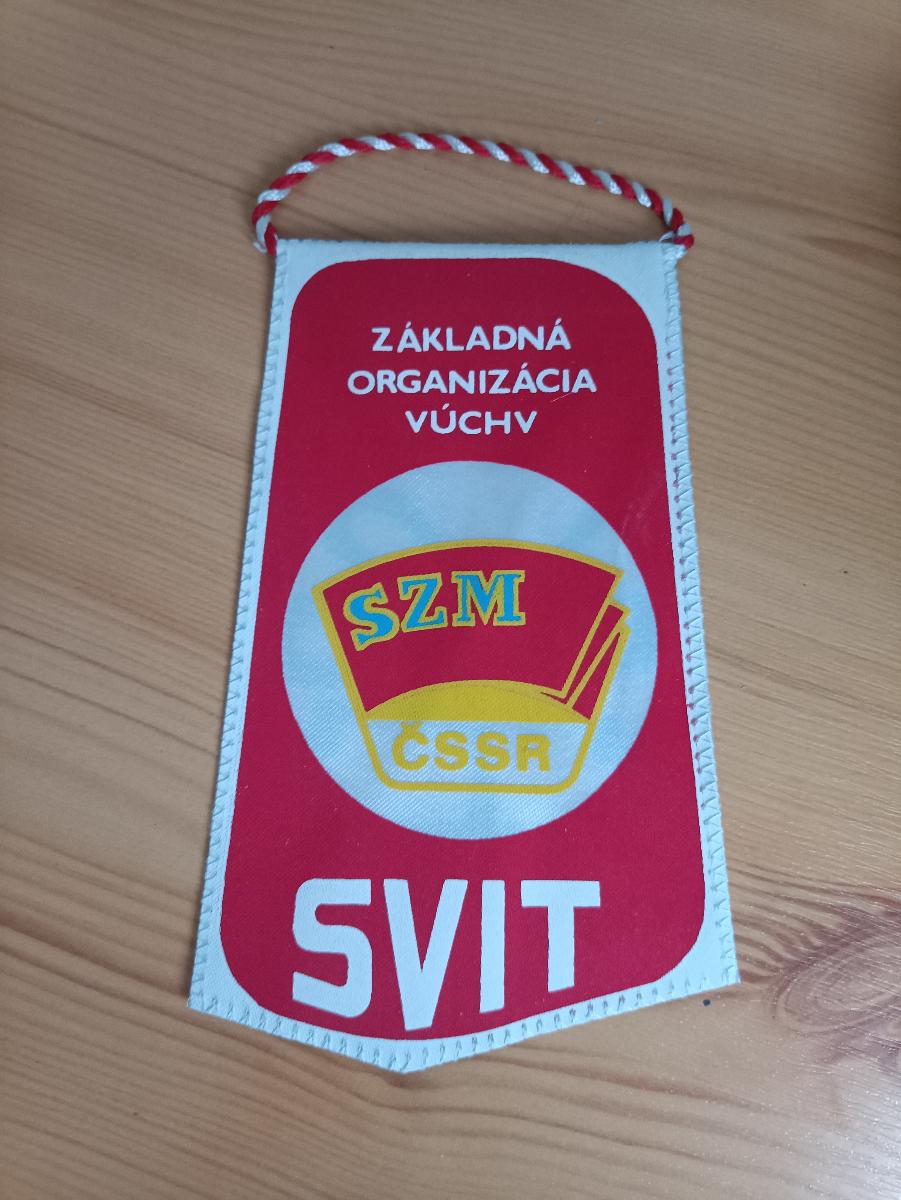 ZÁKLADNÁ
ORGANIZÁCIA
VÚCHV
SZM
ČSSR
SVIT